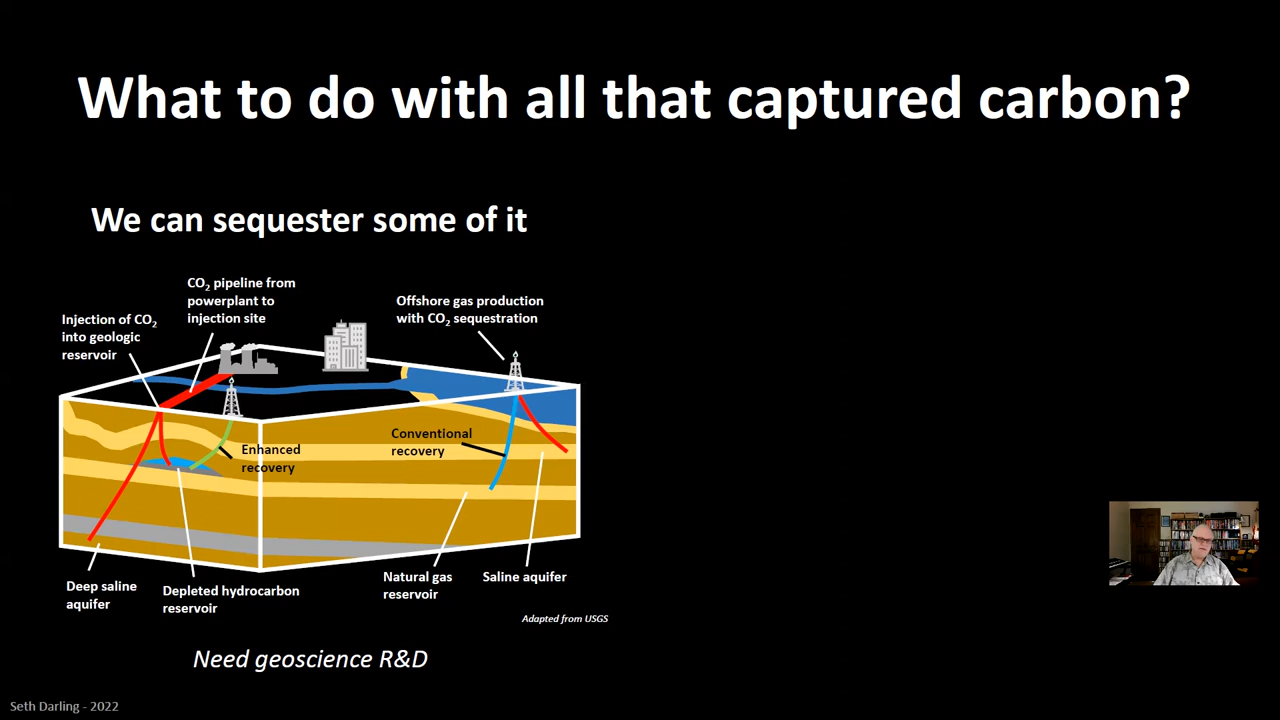 What to do with all that captured carbon?
We can sequester some of it
CO₂ pipeline from
powerplant to
injection site
Injection of CO₂
into geologic
reservoir
Offshore gas production
with CO₂ sequestration
Enhanced
recovery
Conventional
recovery
Deep saline
aquifer
Depleted hydrocarbon
reservoir
Natural gas
reservoir
Saline aquifer
Adapted from USGS
Need geoscience R&D
Seth Darling - 2022